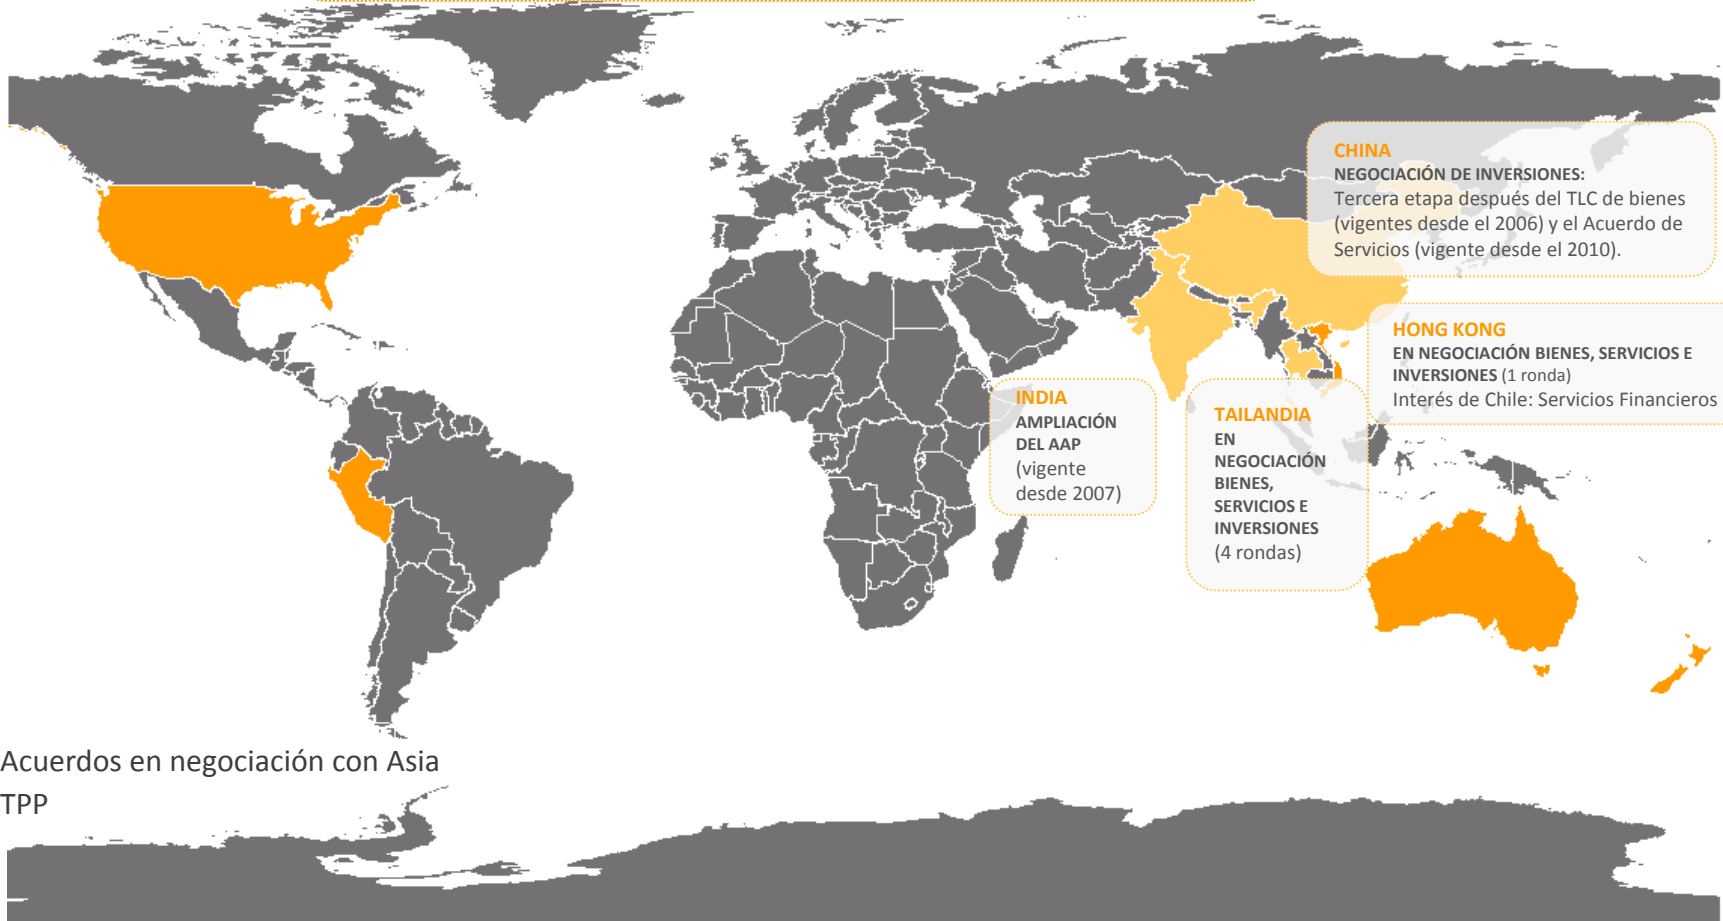 CHINA
NEGOCIACIÓN DE INVERSIONES:
Tercera etapa después del TLC de bienes
(vigentes desde el 2006) y el Acuerdo de
Servicios (vigente desde el 2010).
HONG KONG
EN NEGOCIACIÓN BIENES, SERVICIOS E
INVERSIONES (1 ronda)
Interés de Chile: Servicios Financieros
INDIA
AMPLIACIÓN
DEL AAP
(vigente
desde 2007)
TAILANDIA
EN
NEGOCIACIÓN
BIENES,
SERVICIOS E
INVERSIONES
(4 rondas)
Acuerdos en negociación con Asia
TPP